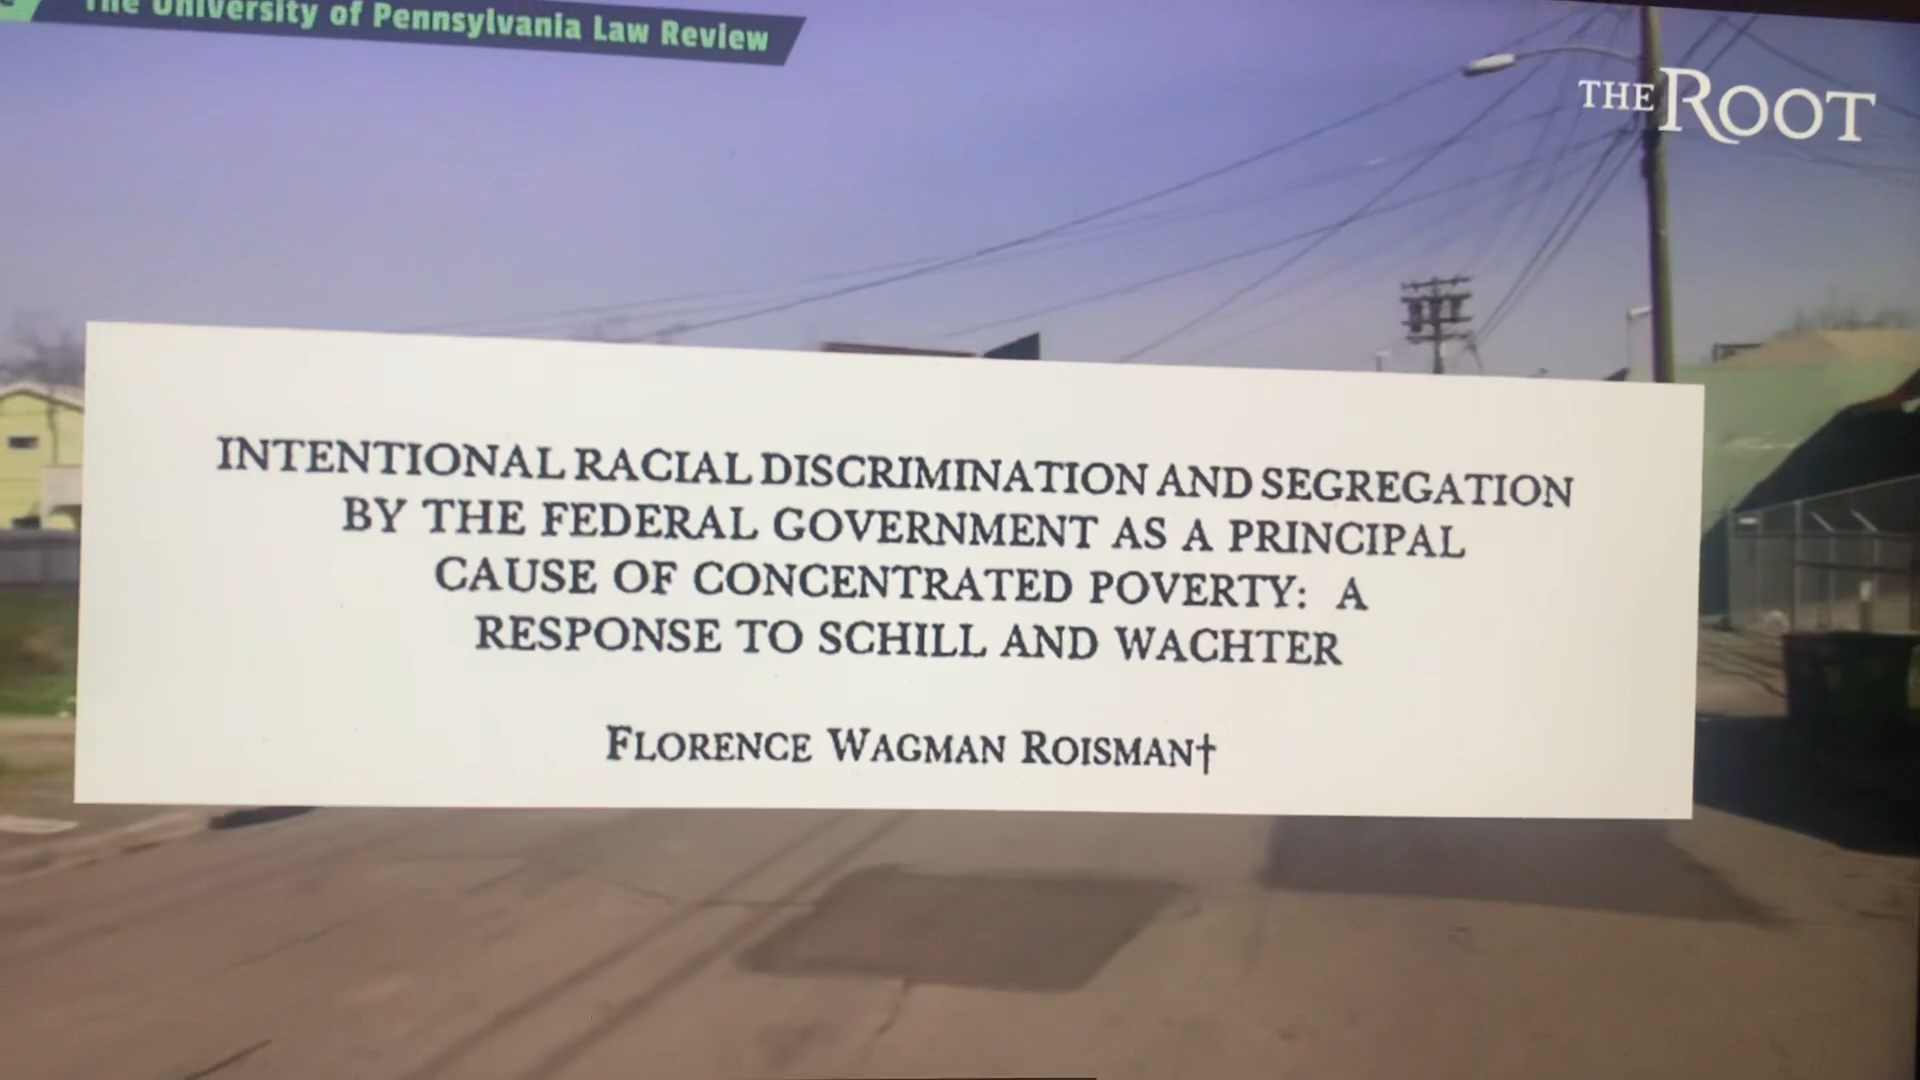 The University of Pennsylvania Law Review
THE ROOT
INTENTIONAL RACIAL DISCRIMINATION AND SEGREGATION
BY THE FEDERAL GOVERNMENT AS A PRINCIPAL
CAUSE OF CONCENTRATED POVERTY: A
RESPONSE TO SCHILL AND WACHTER
FLORENCE WAGMAN ROISMAN†